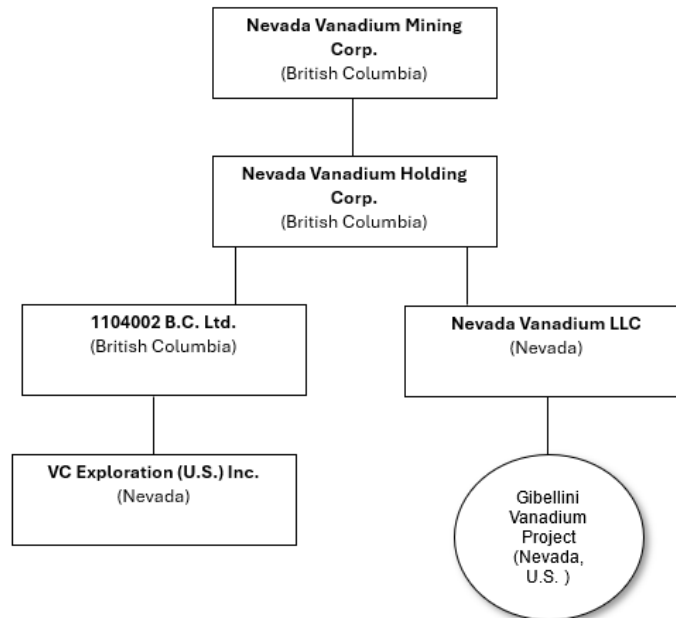 Nevada Vanadium Mining
Corp.
(British Columbia)
Nevada Vanadium Holding
Corp.
(British Columbia)
1104002 B.C. Ltd.
(British Columbia)
Nevada Vanadium LLC
(Nevada)
VC Exploration (U.S.) Inc.
(Nevada)
Gibellini
Vanadium
Project
(Nevada,
U.S. )